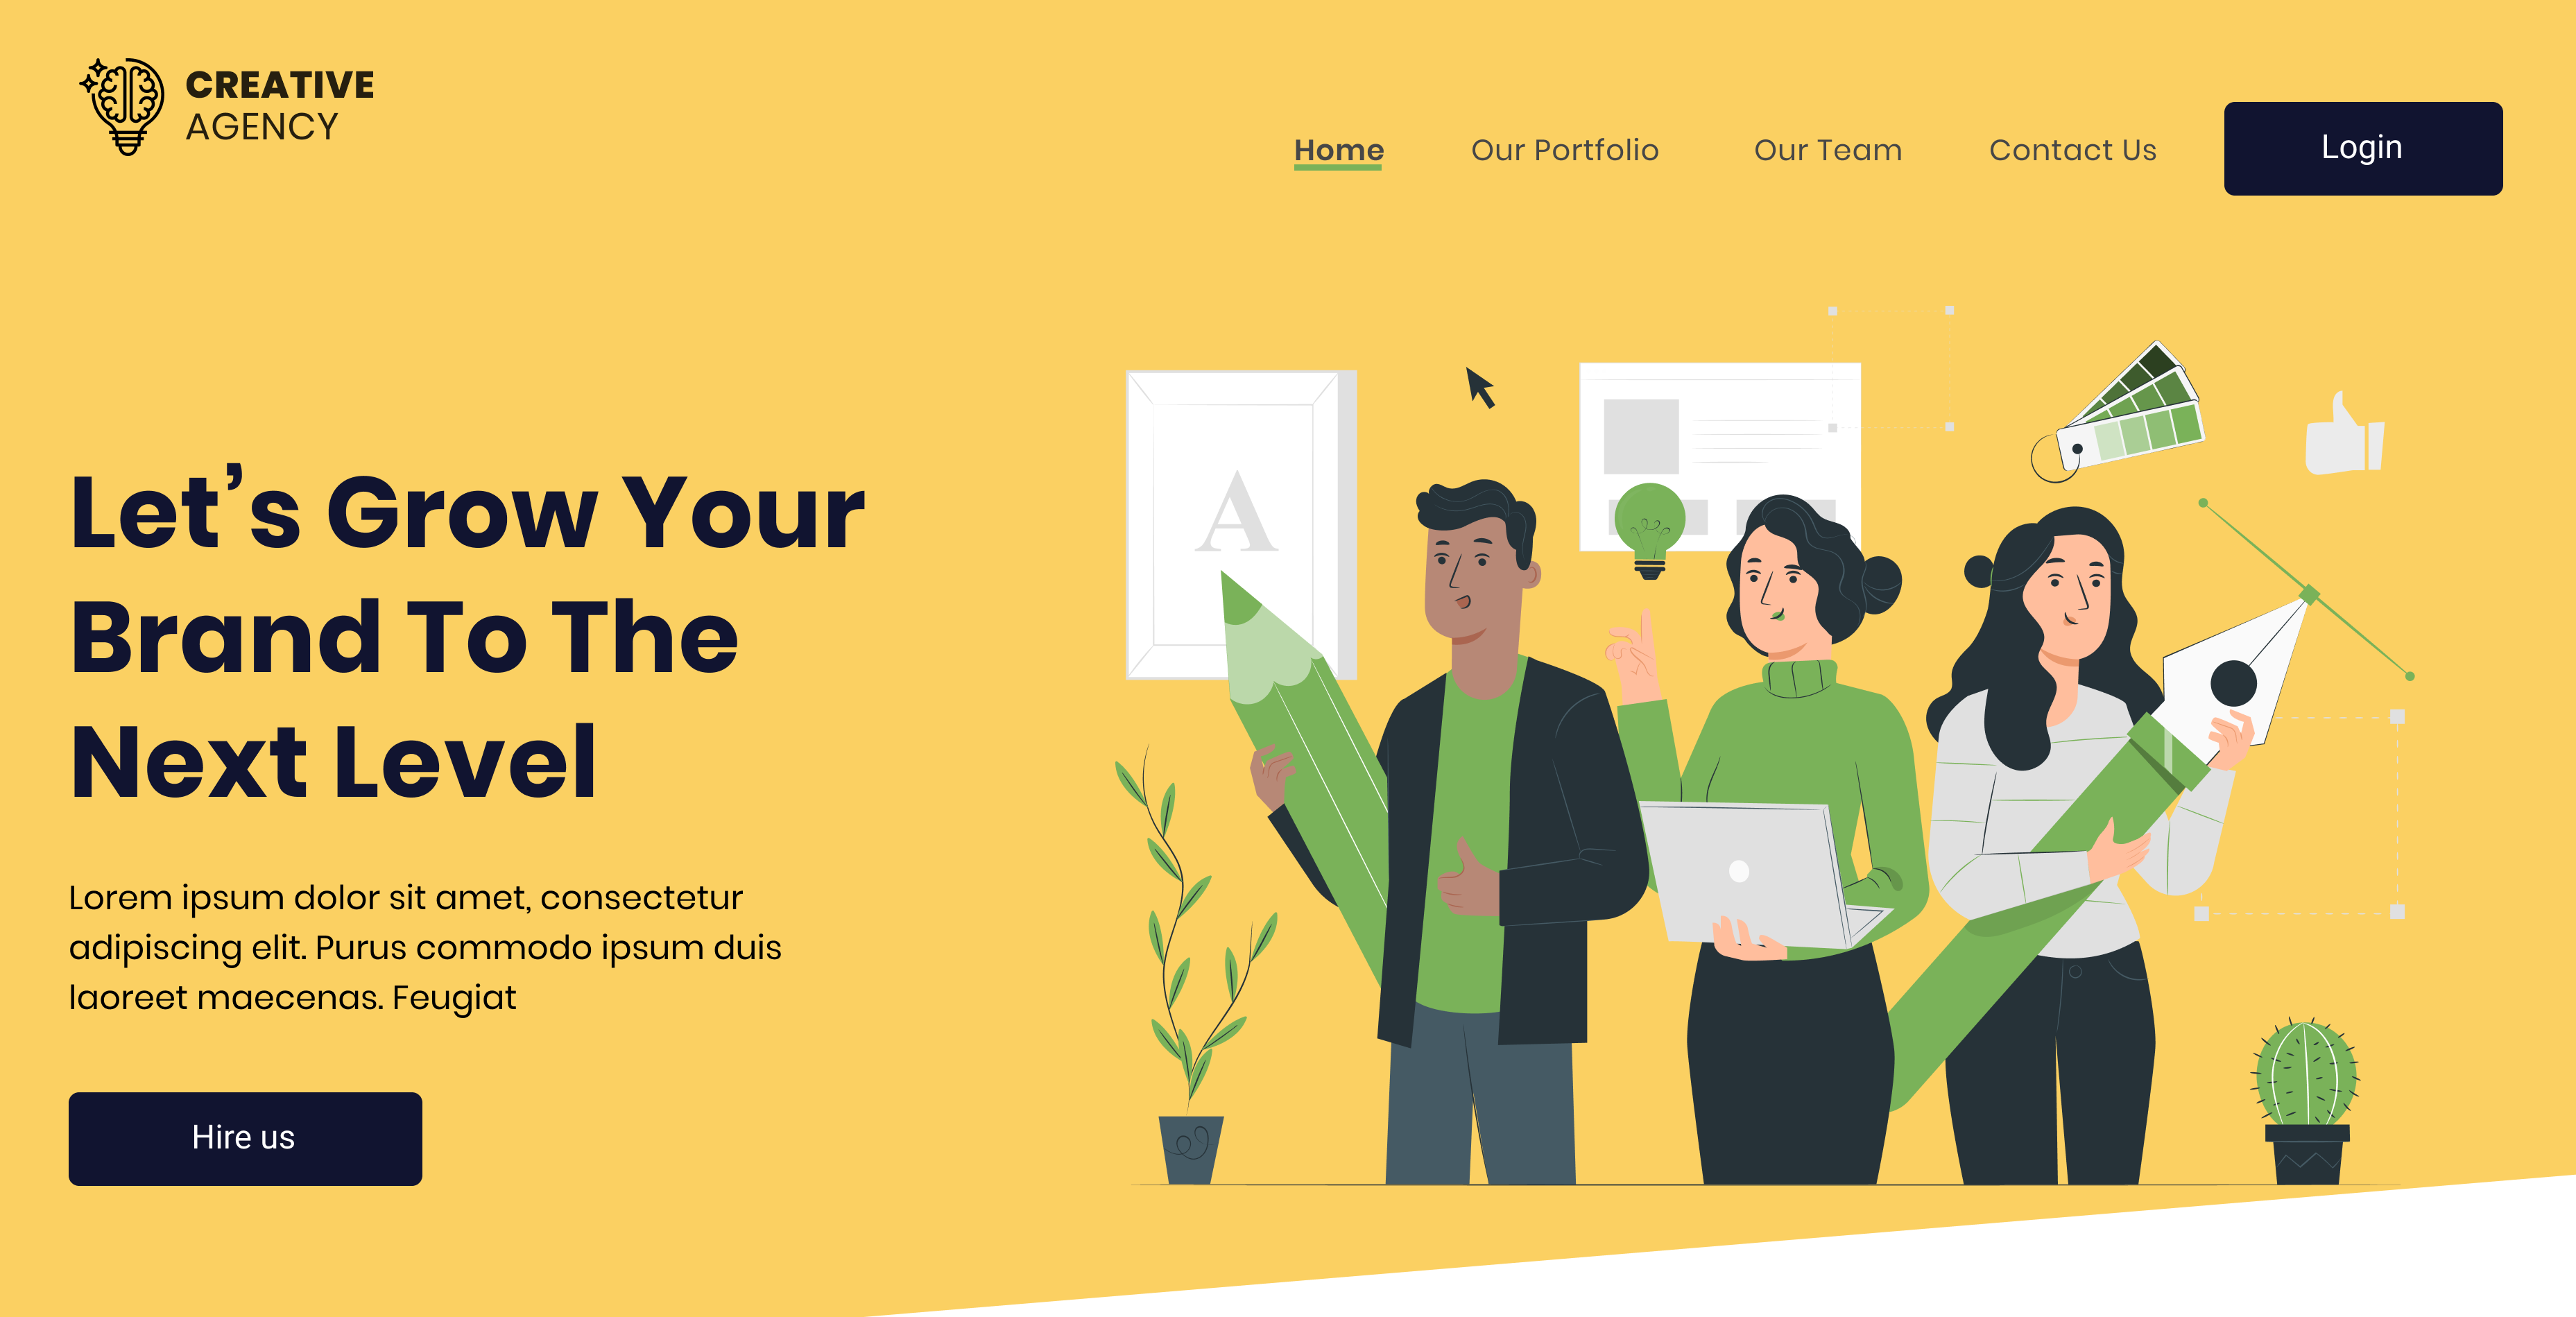 CREATIVE
AGENCY
Home
Our Portfolio
Our Team
Contact Us
Login
A
Let’s Grow Your
Brand To The
Next Level
Lorem ipsum dolor sit amet, consectetur
adipiscing elit. Purus commodo ipsum duis
laoreet maecenas. Feugiat
Hire us